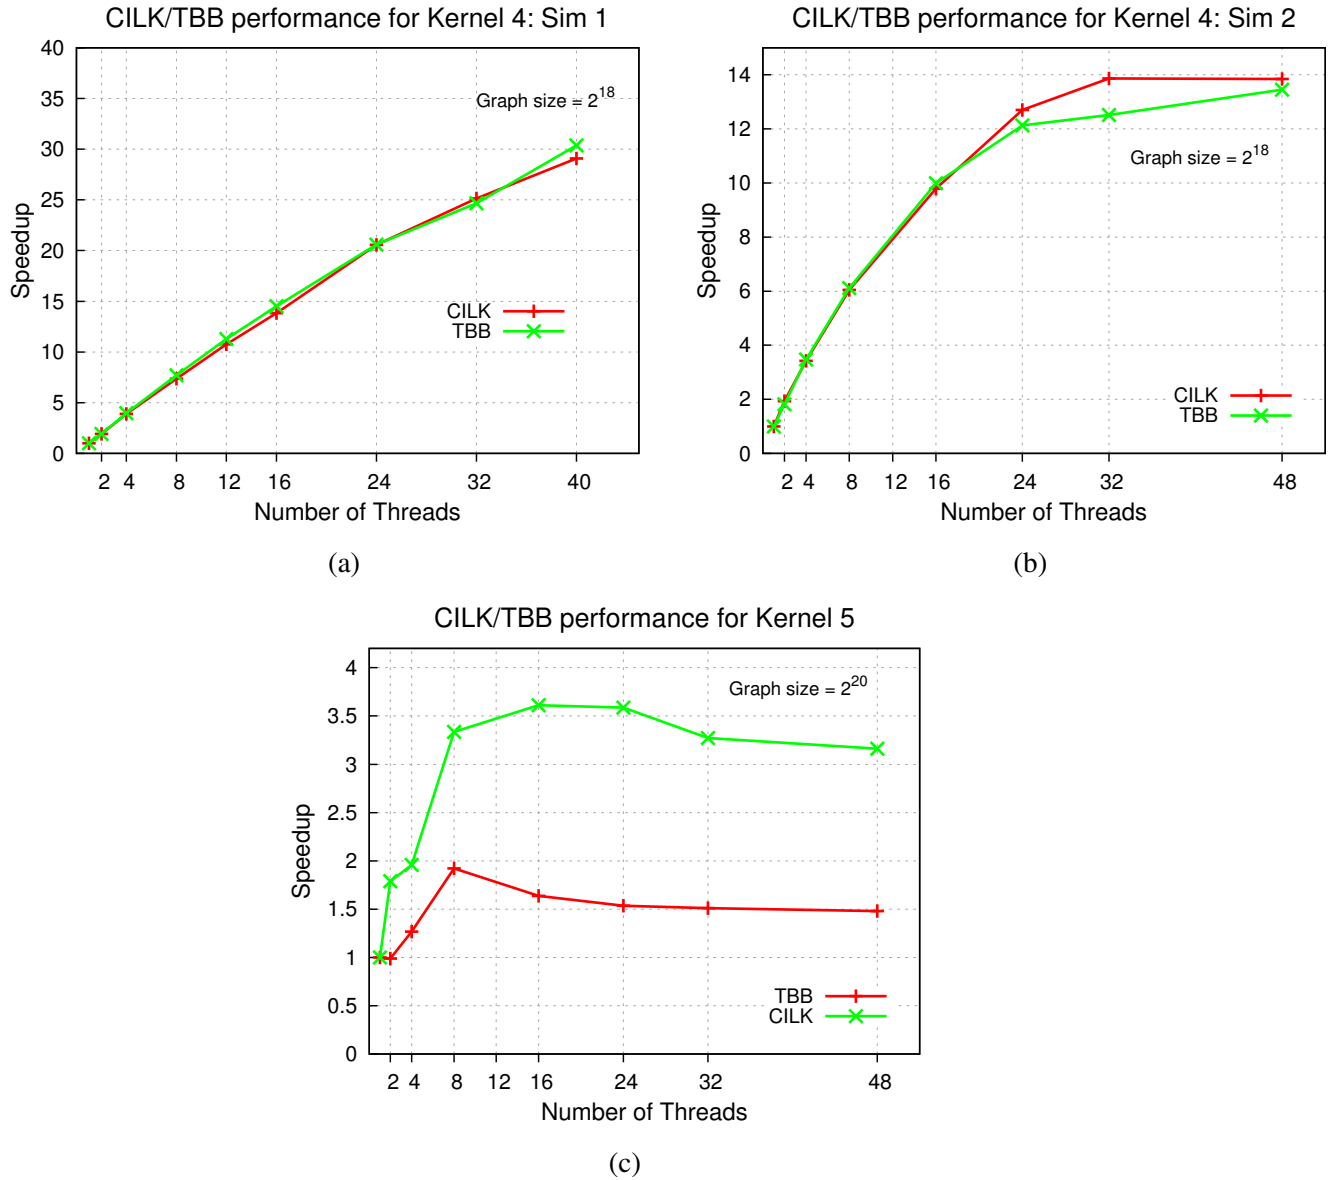 CILK/TBB performance for Kernel 4: Sim 1
40
35
30
25
20
15
10
5
0
Speedup
Graph size = 2^18
CILK
TBB
2 4 8 12 16 24 32 40
Number of Threads
(a)
CILK/TBB performance for Kernel 4: Sim 2
14
12
10
8
6
4
2
0
Speedup
Graph size = 2^18
CILK
TBB
2 4 8 12 16 24 32 48
Number of Threads
(b)
CILK/TBB performance for Kernel 5
4
3.5
3
2.5
2
1.5
1
0.5
0
Speedup
Graph size = 2^20
TBB
CILK
2 4 8 12 16 24 32 48
Number of Threads
(c)